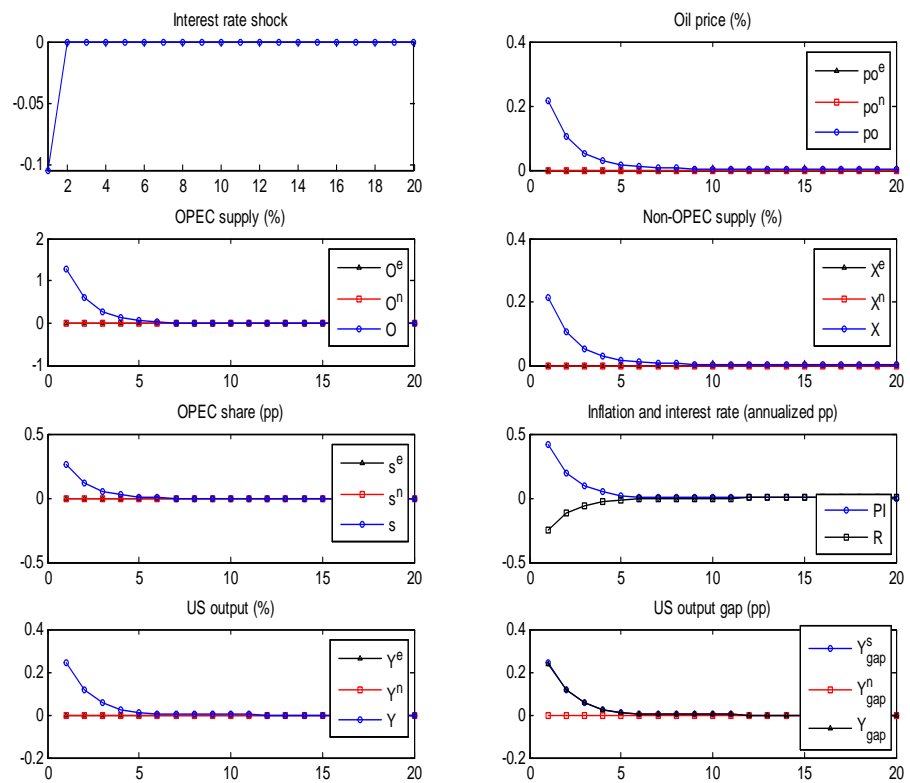 Interest rate shock
0
-0.05
-0.1
2 4 6 8 10 12 14 16 18 20
Oil price (%)
0.4
0.2
0
0 5 10 15 20
po^e
po^n
po
OPEC supply (%)
2
1
0
-1
0 5 10 15 20
O^e
O^n
O
Non-OPEC supply (%)
0.4
0.2
0
0 5 10 15 20
X^e
X^n
X
OPEC share (pp)
0.5
0
-0.5
0 5 10 15 20
s^e
s^n
s
Inflation and interest rate (annualized pp)
0.5
0
-0.5
0 5 10 15 20
PI
R
US output (%)
0.4
0.2
0
-0.2
0 5 10 15 20
Y^e
Y^n
Y
US output gap (pp)
0.4
0.2
0
-0.2
0 5 10 15 20
Y^s_gap
Y^n_gap
Y_gap